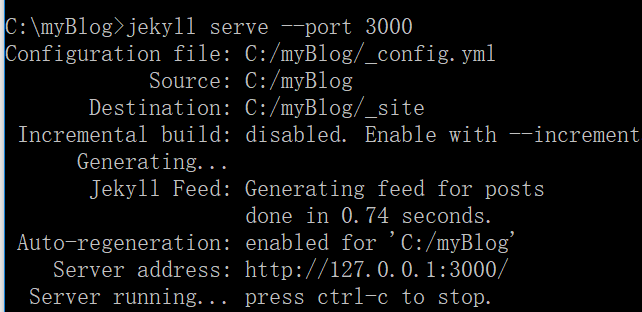 C:\myBlog>jekyll serve --port 3000
Configuration file: C:/myBlog/_config.yml
Source: C:/myBlog
Destination: C:/myBlog/_site
Incremental build: disabled. Enable with --increment
Generating...
Jekyll Feed: Generating feed for posts
done in 0.74 seconds.
Auto-regeneration: enabled for 'C:/myBlog'
Server address: http://127.0.0.1:3000/
Server running... press ctrl-c to stop.